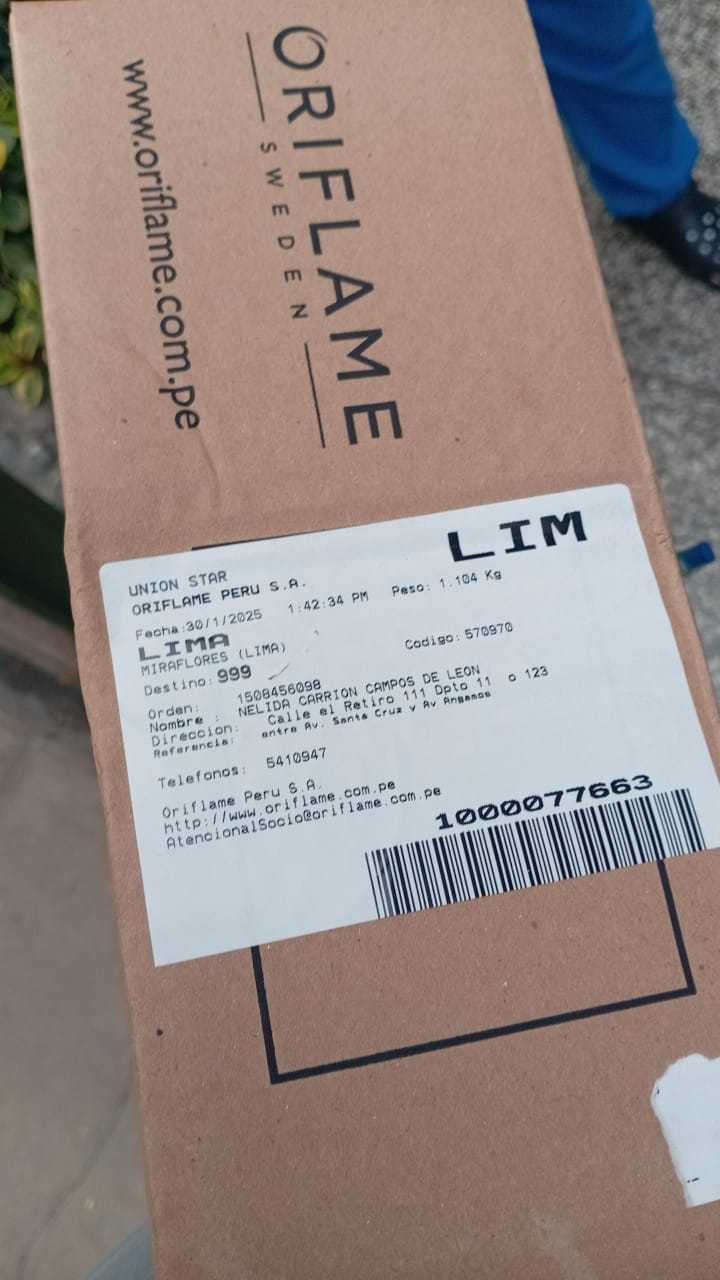 ORIFLAME
SWEDEN
www.oriflame.com.pe
LIM
UNION STAR
ORIFLAME PERU S.A.
Fecha:30/1/2025 1:42:34 PM Peso: 1.104 Kg
LIMA
MIRAFLORES (LIMA) Codigo: 570970
Destino: 999
Orden: 1508456098
Nombre : NELIDA CARRION CAMPOS DE LEON
Direccion: Calle el Retiro 111 Dpto 11 o 123
Referencia: entre Av. Santa Cruz y Av Angamos
Telefonos: 5410947
Oriflame Peru S.A.
http://www.oriflame.com.pe
AtencionalSocio@oriflame.com.pe
1000077663